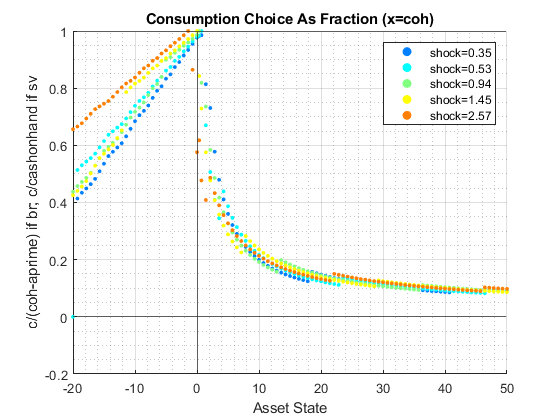 Consumption Choice As Fraction (x=coh)
c/(coh-aprime) if br; c/cashonhand if sv
1
0.8
0.6
0.4
0.2
0
-0.2
shock=0.35
shock=0.53
shock=0.94
shock=1.45
shock=2.57
-20 -10 0 10 20 30 40 50
Asset State